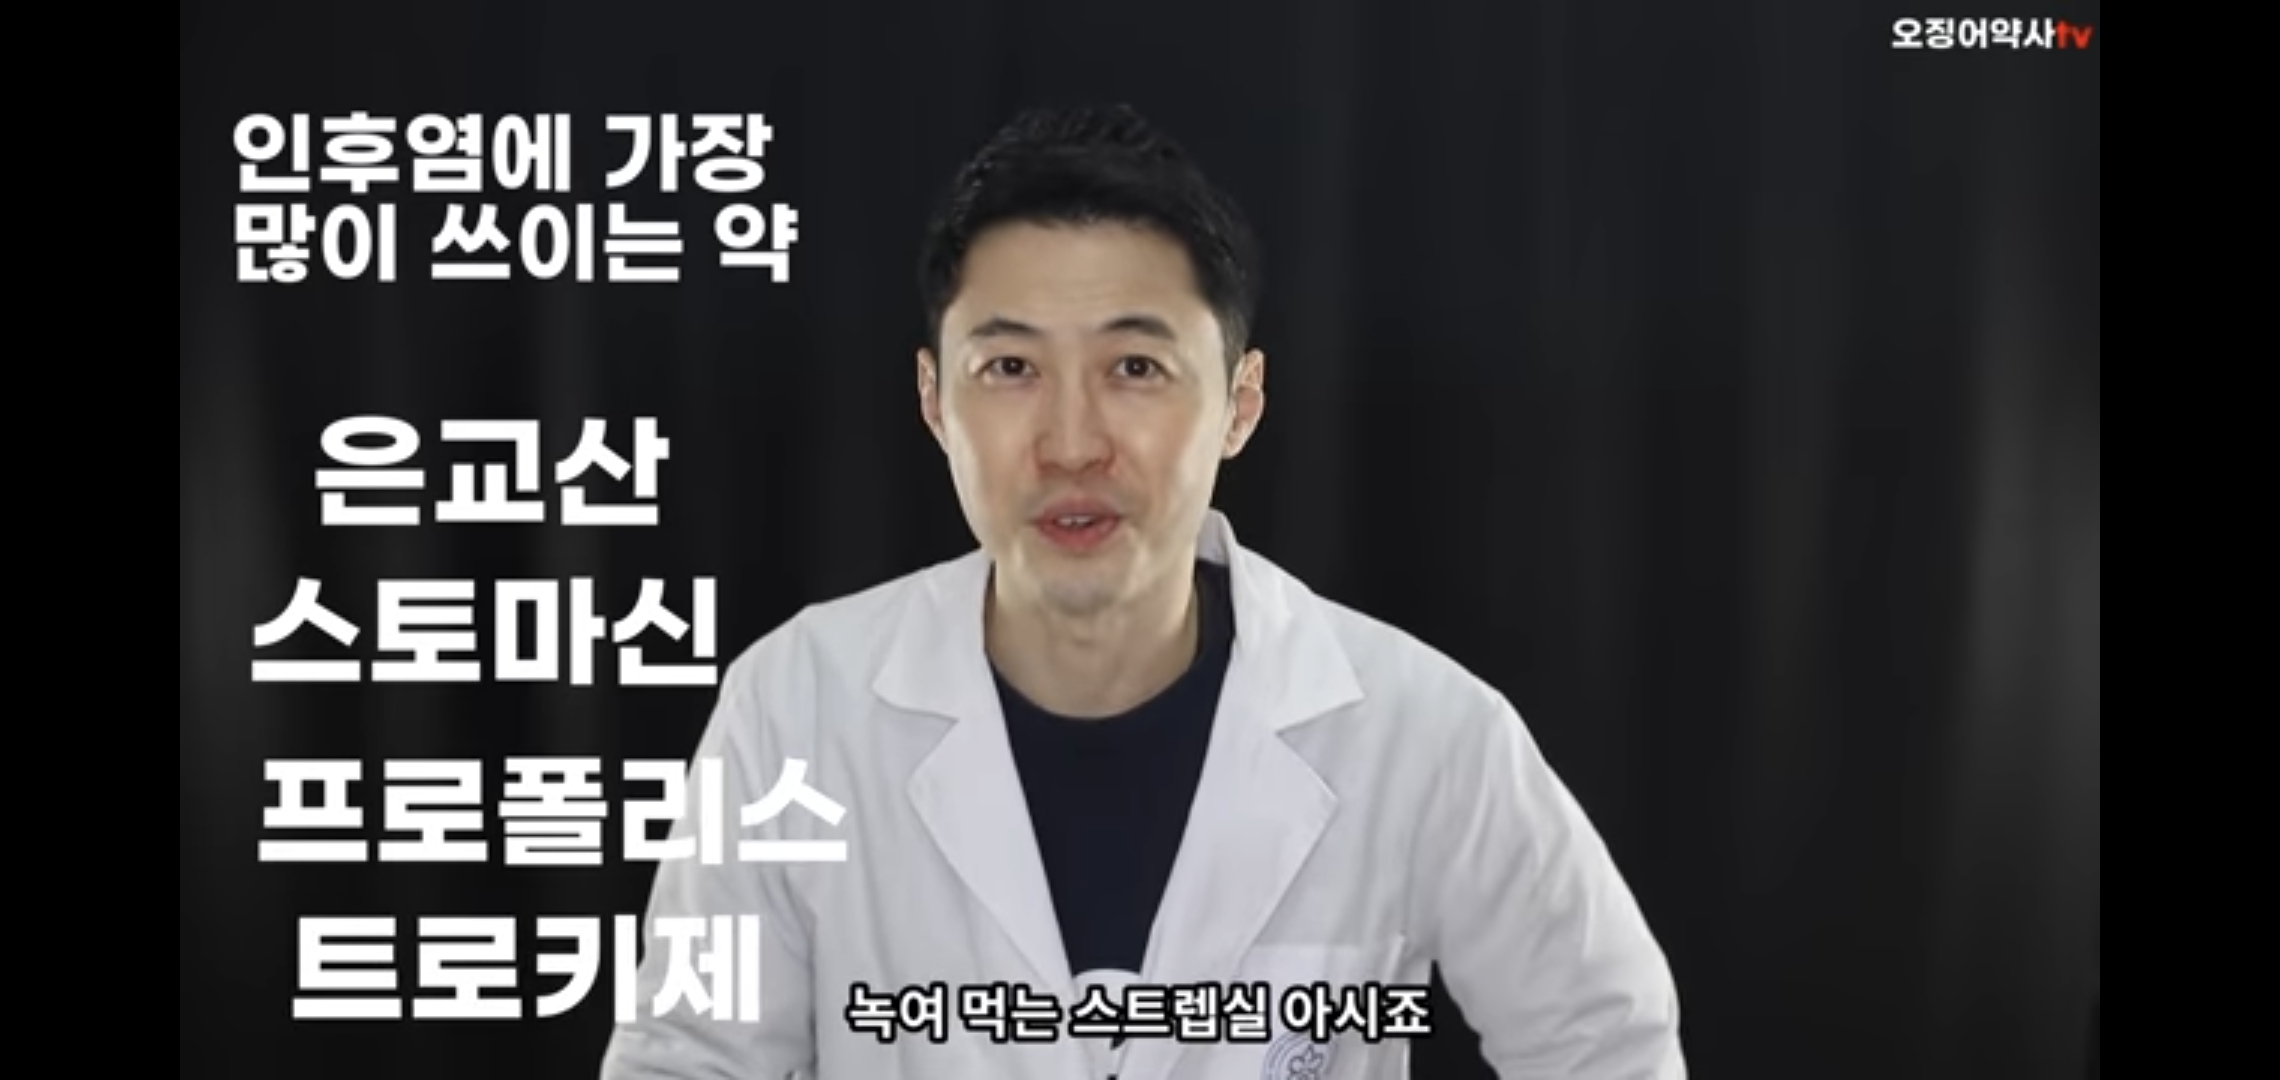 오징어약사tv
인후염에 가장
많이 쓰이는 약
은교산
스토마신
프로폴리스
트로키제
녹여 먹는 스트렙실 아시죠